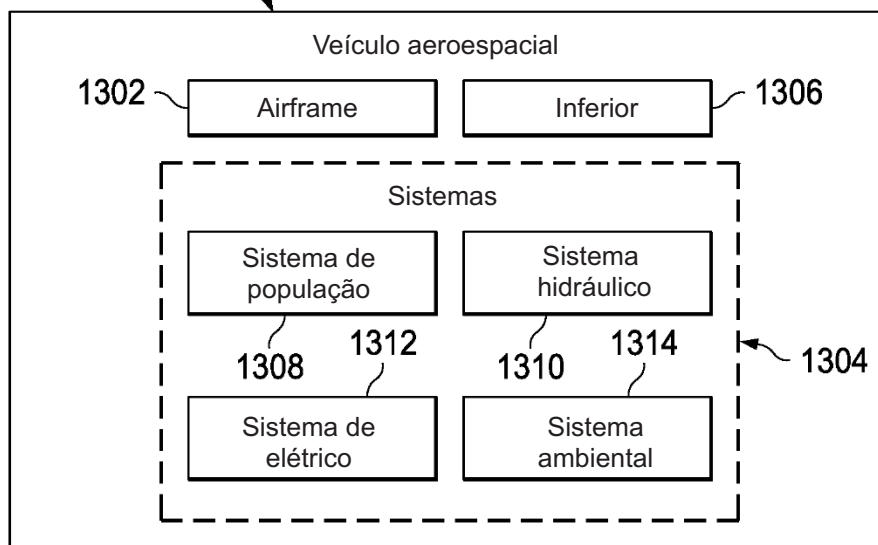 Veículo aeroespacial
1302
Airframe
Inferior
1306
Sistemas
Sistema de
população
Sistema
hidráulico
1308
1312
1310
1314
1304
Sistema de
elétrico
Sistema
ambiental